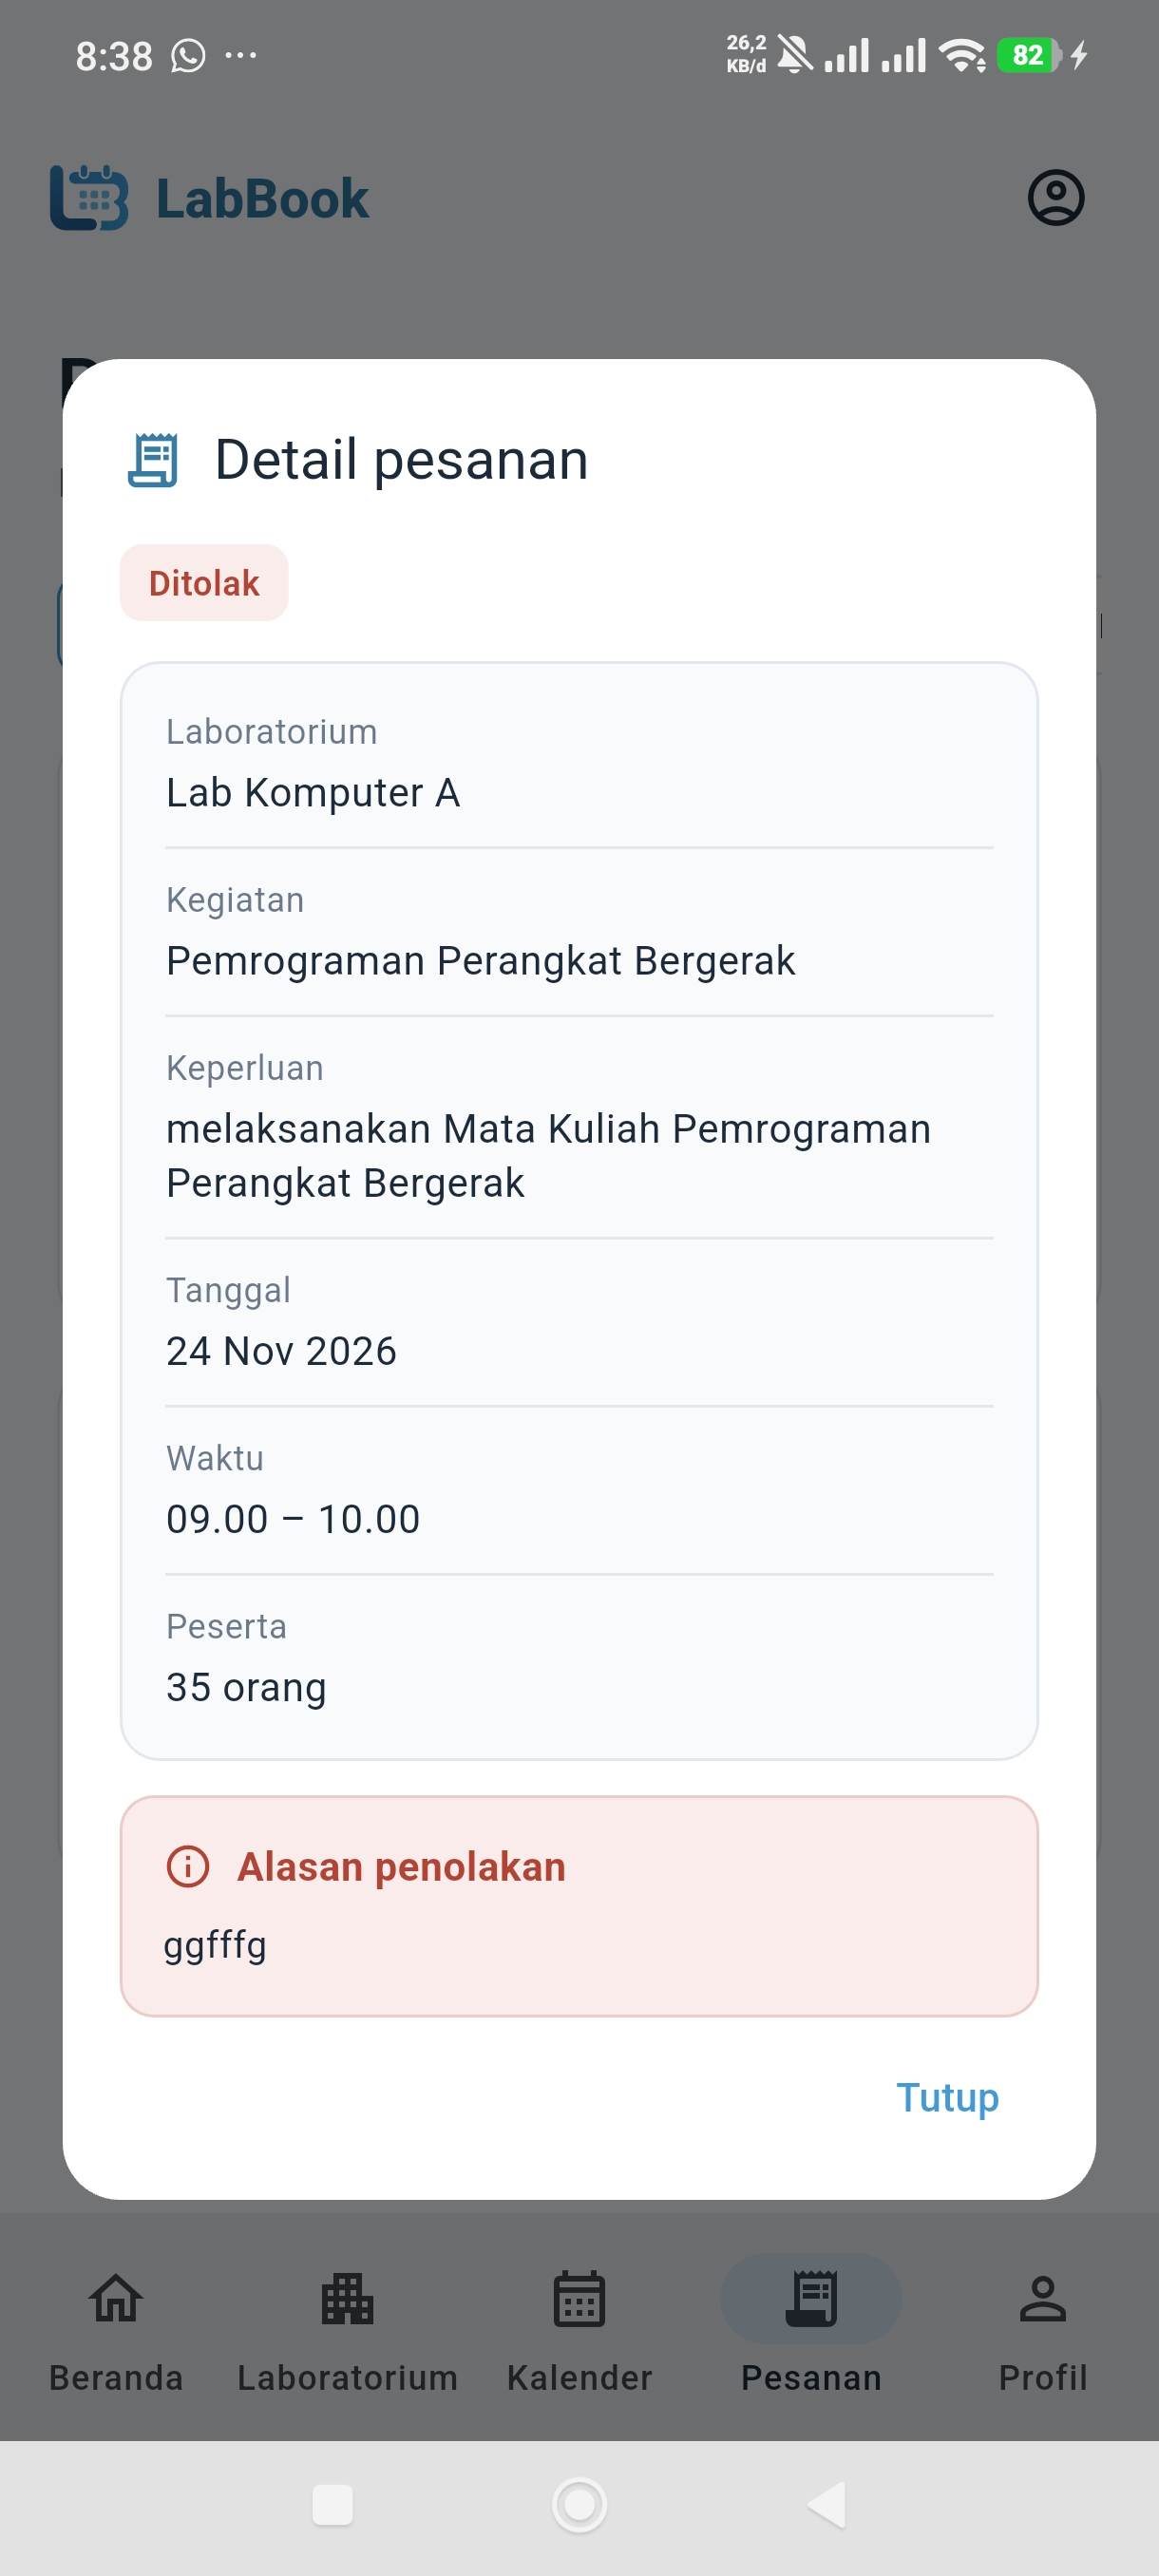 8:38
26,2
KB/d
82
LabBook
Detail pesanan
Ditolak
Laboratorium
Lab Komputer A
Kegiatan
Pemrograman Perangkat Bergerak
Keperluan
melaksanakan Mata Kuliah Pemrograman
Perangkat Bergerak
Tanggal
24 Nov 2026
Waktu
09.00 – 10.00
Peserta
35 orang
Alasan penolakan
ggfffg
Tutup
Beranda
Laboratorium
Kalender
Pesanan
Profil